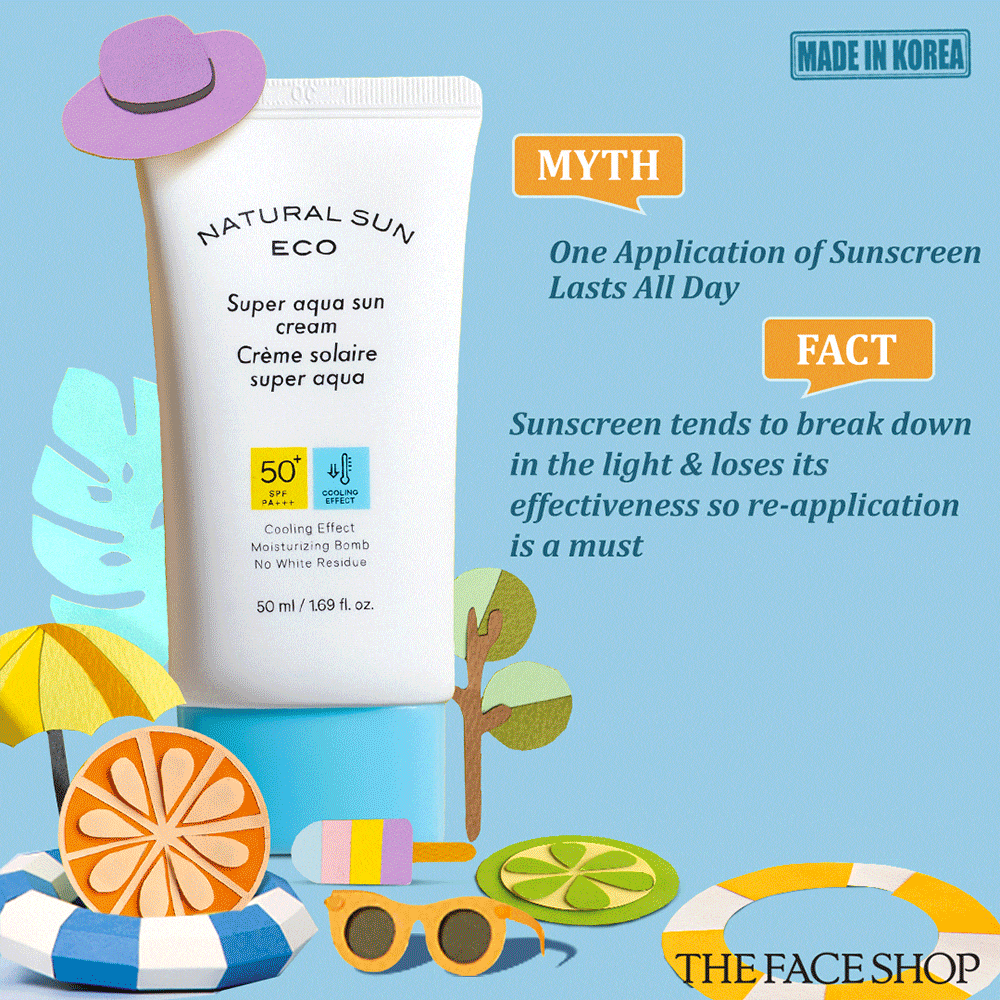 MADE IN KOREA
MYTH
One Application of Sunscreen
Lasts All Day
FACT
Sunscreen tends to break down
in the light & loses its
effectiveness so re-application
is a must
NATURAL SUN
ECO
Super aqua sun
cream
Crème solaire
super aqua
50+
SPF
PA+++
COOLING
EFFECT
Cooling Effect
Moisturizing Bomb
No White Residue
50 ml / 1.69 fl. oz.
THE FACE SHOP